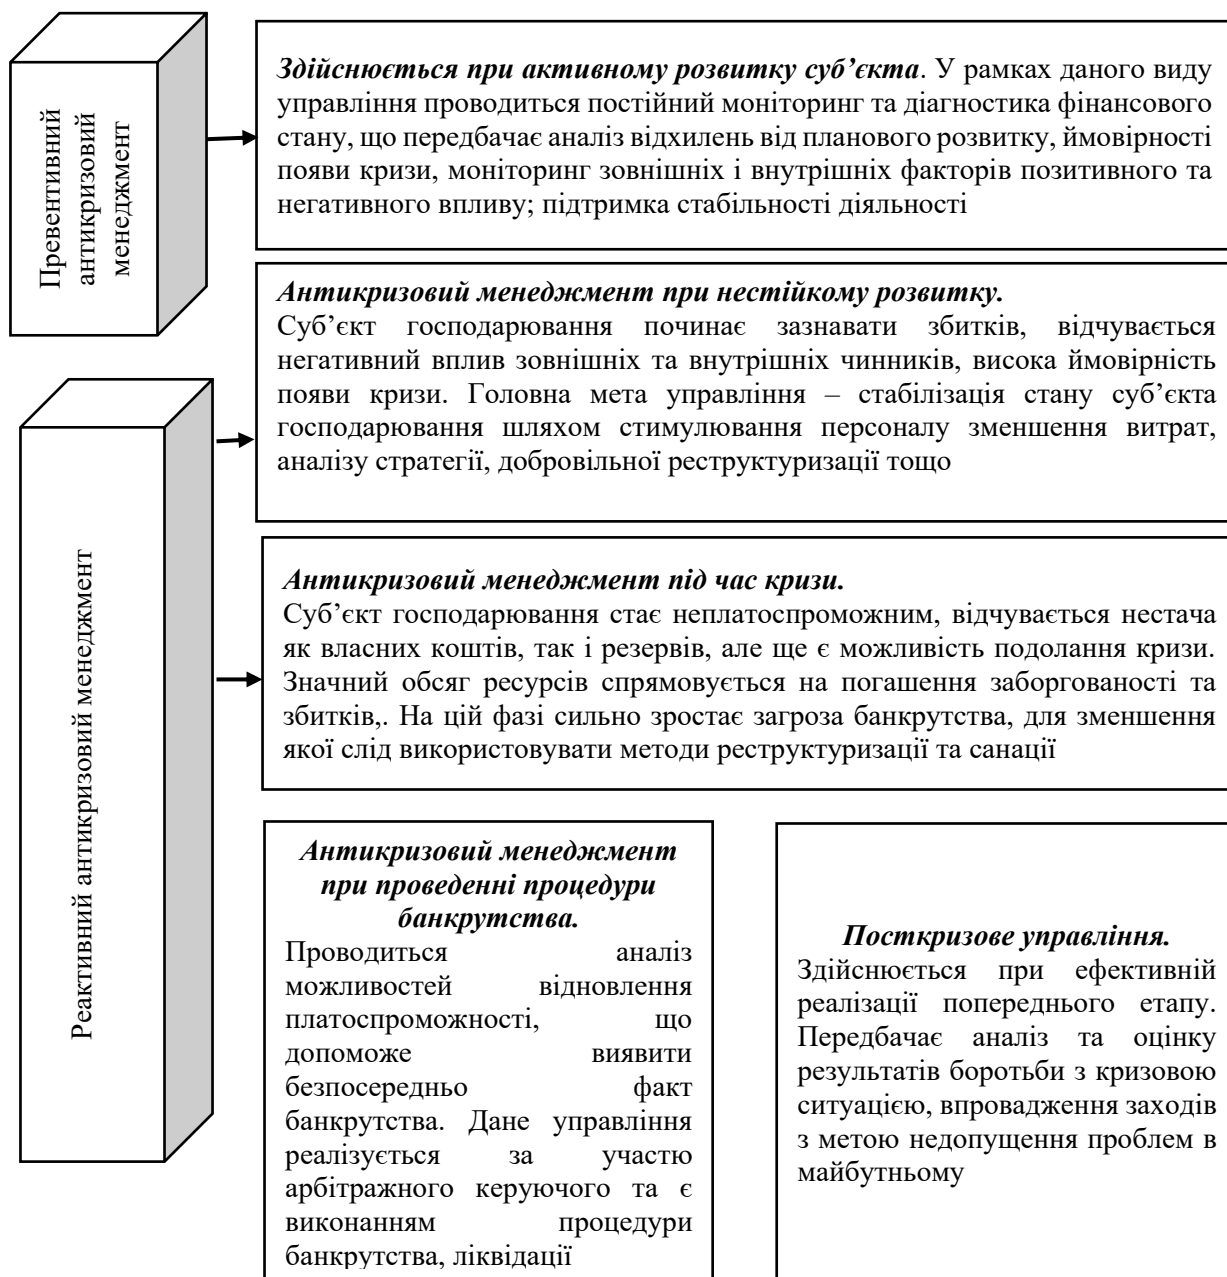 Превентивний
антикризовий
менеджмент
Здійснюється при активному розвитку суб’єкта. У рамках даного виду
управління проводиться постійний моніторинг та діагностика фінансового
стану, що передбачає аналіз відхилень від планового розвитку, ймовірності
появи кризи, моніторинг зовнішніх і внутрішніх факторів позитивного та
негативного впливу; підтримка стабільності діяльності
Реактивний антикризовий менеджмент
Антикризовий менеджмент при нестійкому розвитку.
Суб’єкт господарювання починає зазнавати збитків, відчувається
негативний вплив зовнішніх та внутрішніх чинників, висока ймовірність
появи кризи. Головна мета управління – стабілізація стану суб’єкта
господарювання шляхом стимулювання персоналу зменшення витрат,
аналізу стратегії, добровільної реструктуризації тощо
Антикризовий менеджмент під час кризи.
Суб’єкт господарювання стає неплатоспроможним, відчувається нестача
як власних коштів, так і резервів, але ще є можливість подолання кризи.
Значний обсяг ресурсів спрямовується на погашення заборгованості та
збитків,. На цій фазі сильно зростає загроза банкрутства, для зменшення
якої слід використовувати методи реструктуризації та санації
Антикризовий менеджмент
при проведенні процедури
банкрутства.
Проводиться аналіз
можливостей відновлення
платоспроможності, що
допоможе виявити
безпосередньо факт
банкрутства. Дане управління
реалізується за участю
арбітражного керуючого та є
виконанням процедури
банкрутства, ліквідації
Посткризове управління.
Здійснюється при ефективній
реалізації попереднього етапу.
Передбачає аналіз та оцінку
результатів боротьби з кризовою
ситуацією, впровадження заходів
з метою недопущення проблем в
майбутньому